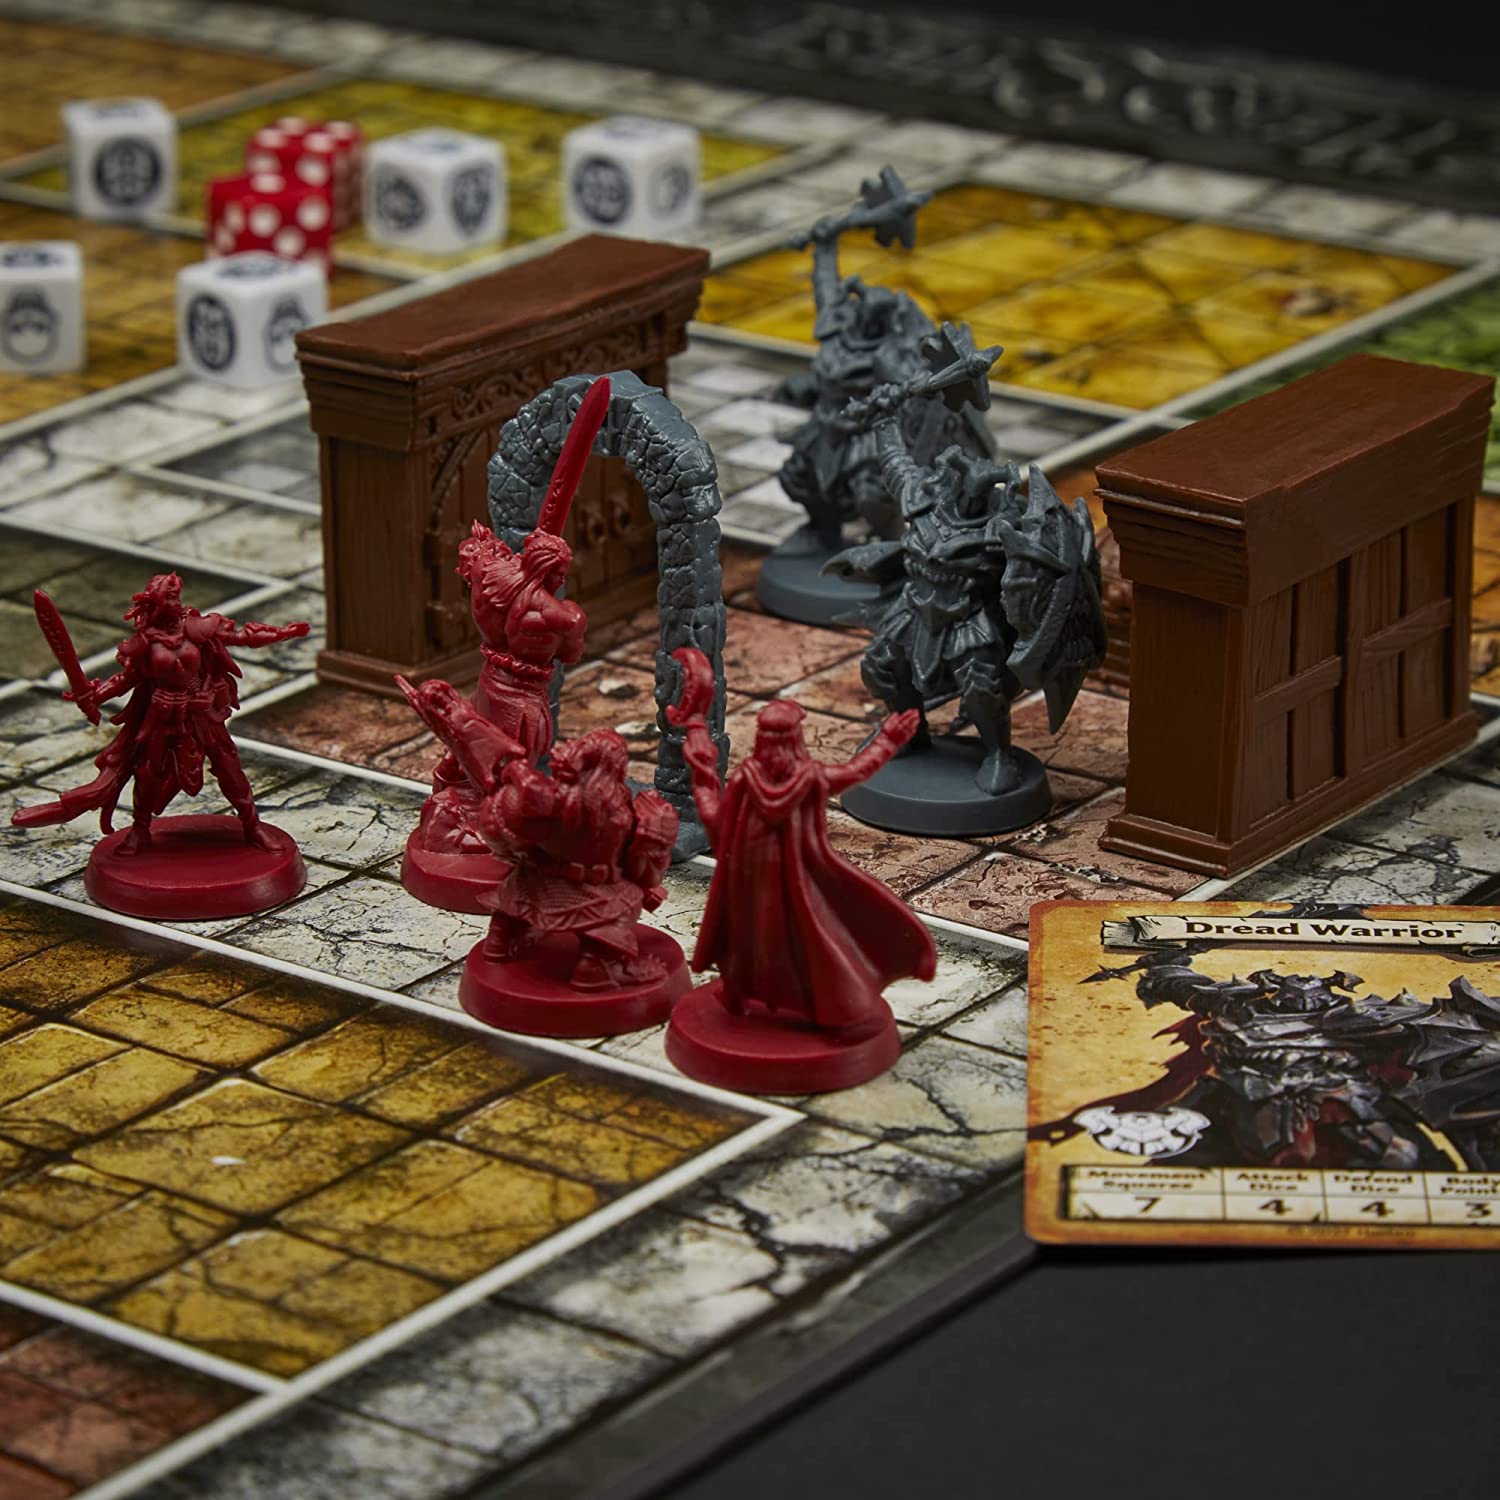 Dread Warrior
Movement Squares
Attack Dice
Defend Dice
Body Point
7
4
4
3